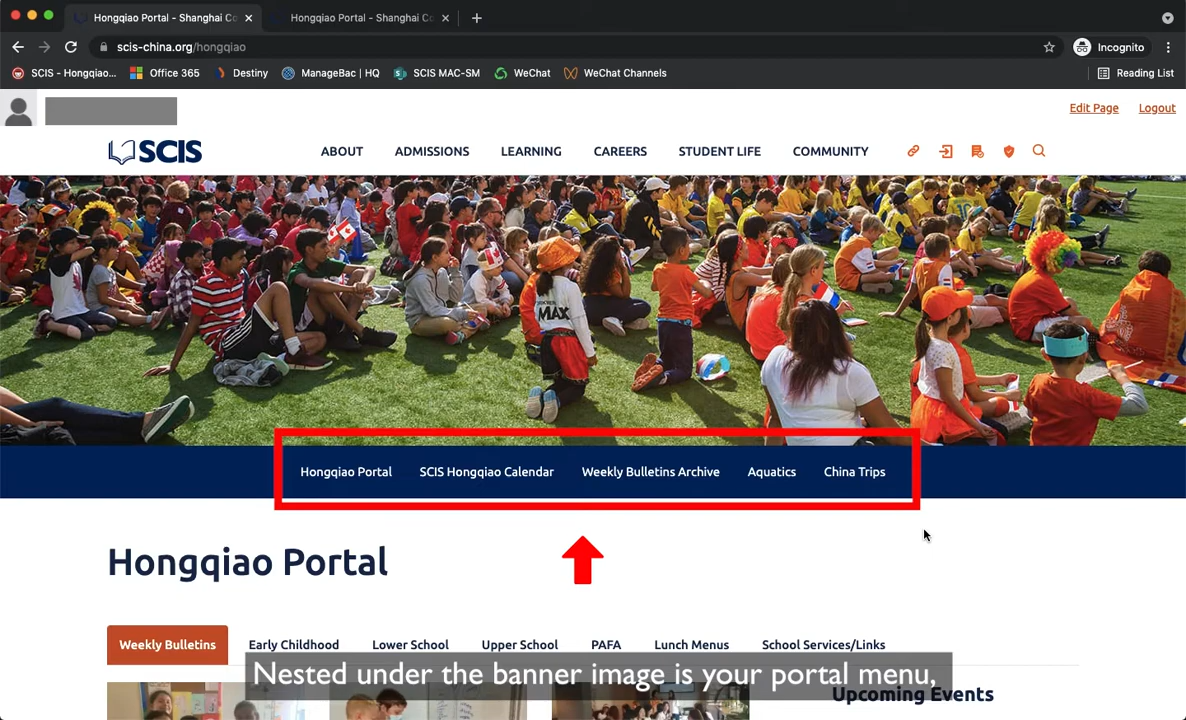 Hongqiao Portal - Shanghai Co
Hongqiao Portal - Shanghai Co
scis-china.org/hongqiao
Incognito
SCIS - Hongqiao...
Office 365
Destiny
ManageBac | HQ
SCIS MAC-SM
WeChat
WeChat Channels
Reading List
Edit Page
Logout
SCIS
ABOUT
ADMISSIONS
LEARNING
CAREERS
STUDENT LIFE
COMMUNITY
MAX
Hongqiao Portal
SCIS Hongqiao Calendar
Weekly Bulletins Archive
Aquatics
China Trips
Hongqiao Portal
Weekly Bulletins
Early Childhood
Lower School
Upper School
PAFA
Lunch Menus
School Services/Links
Nested under the banner image is your portal menu,
Upcoming Events